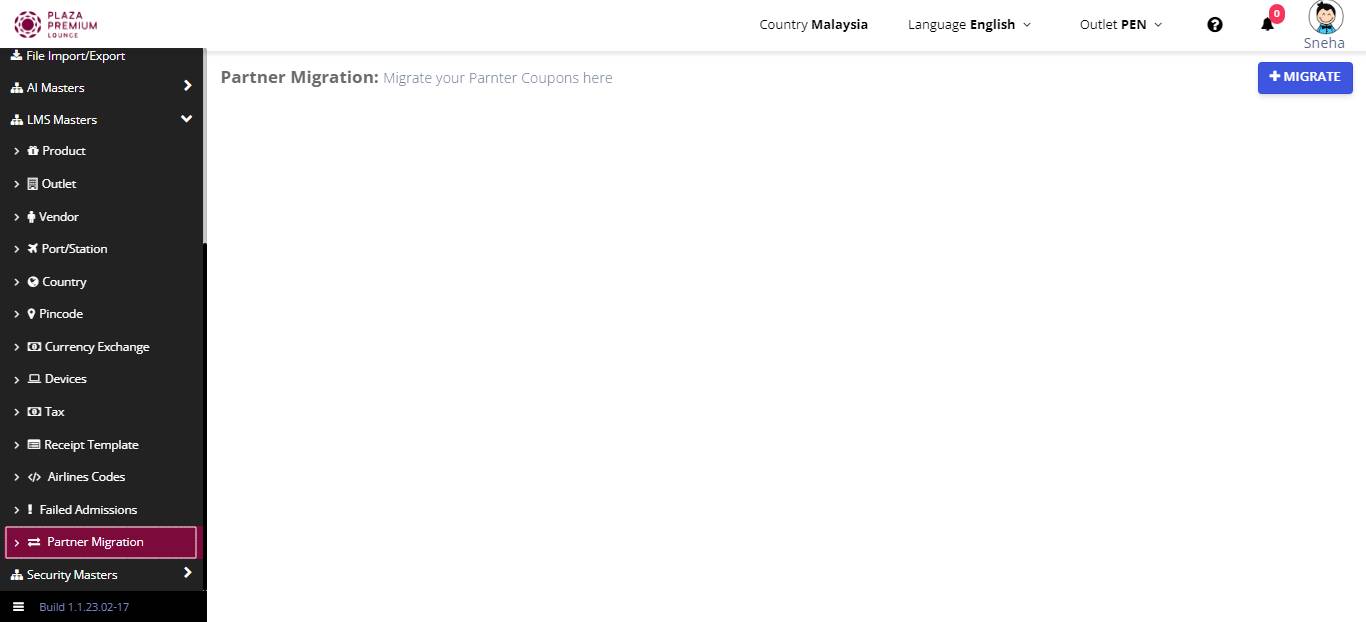 PLAZA
PREMIUM
LOUNGE
Country Malaysia
Language English
Outlet PEN
0
Sneha
File Import/Export
AI Masters
LMS Masters
Product
Outlet
Vendor
Port/Station
Country
Pincode
Currency Exchange
Devices
Tax
Receipt Template
Airlines Codes
Failed Admissions
Partner Migration
Security Masters
Build 1.1.23.02-17
Partner Migration: Migrate your Parnter Coupons here
MIGRATE